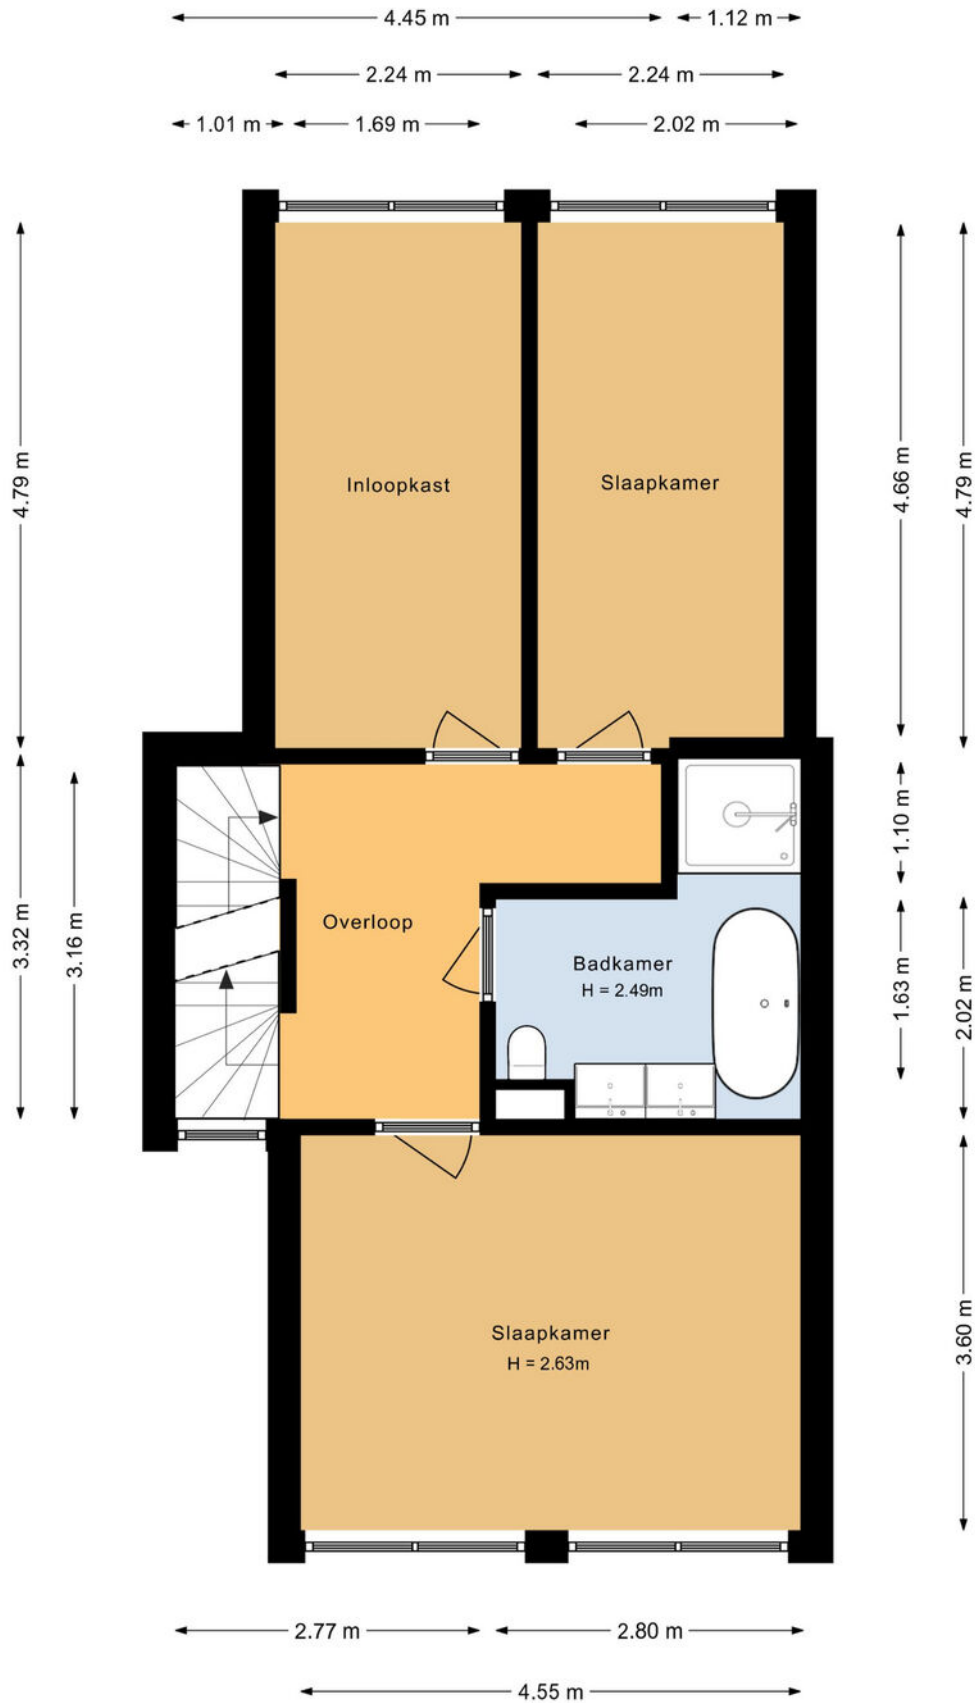 4.45 m
1.12 m
2.24 m
2.24 m
1.01 m
1.69 m
2.02 m
4.79 m
4.66 m
4.79 m
Inloopkast
Slaapkamer
3.32 m
3.16 m
1.10 m
Overloop
Badkamer
H = 2.49m
1.63 m
2.02 m
Slaapkamer
H = 2.63m
3.60 m
2.77 m
2.80 m
4.55 m